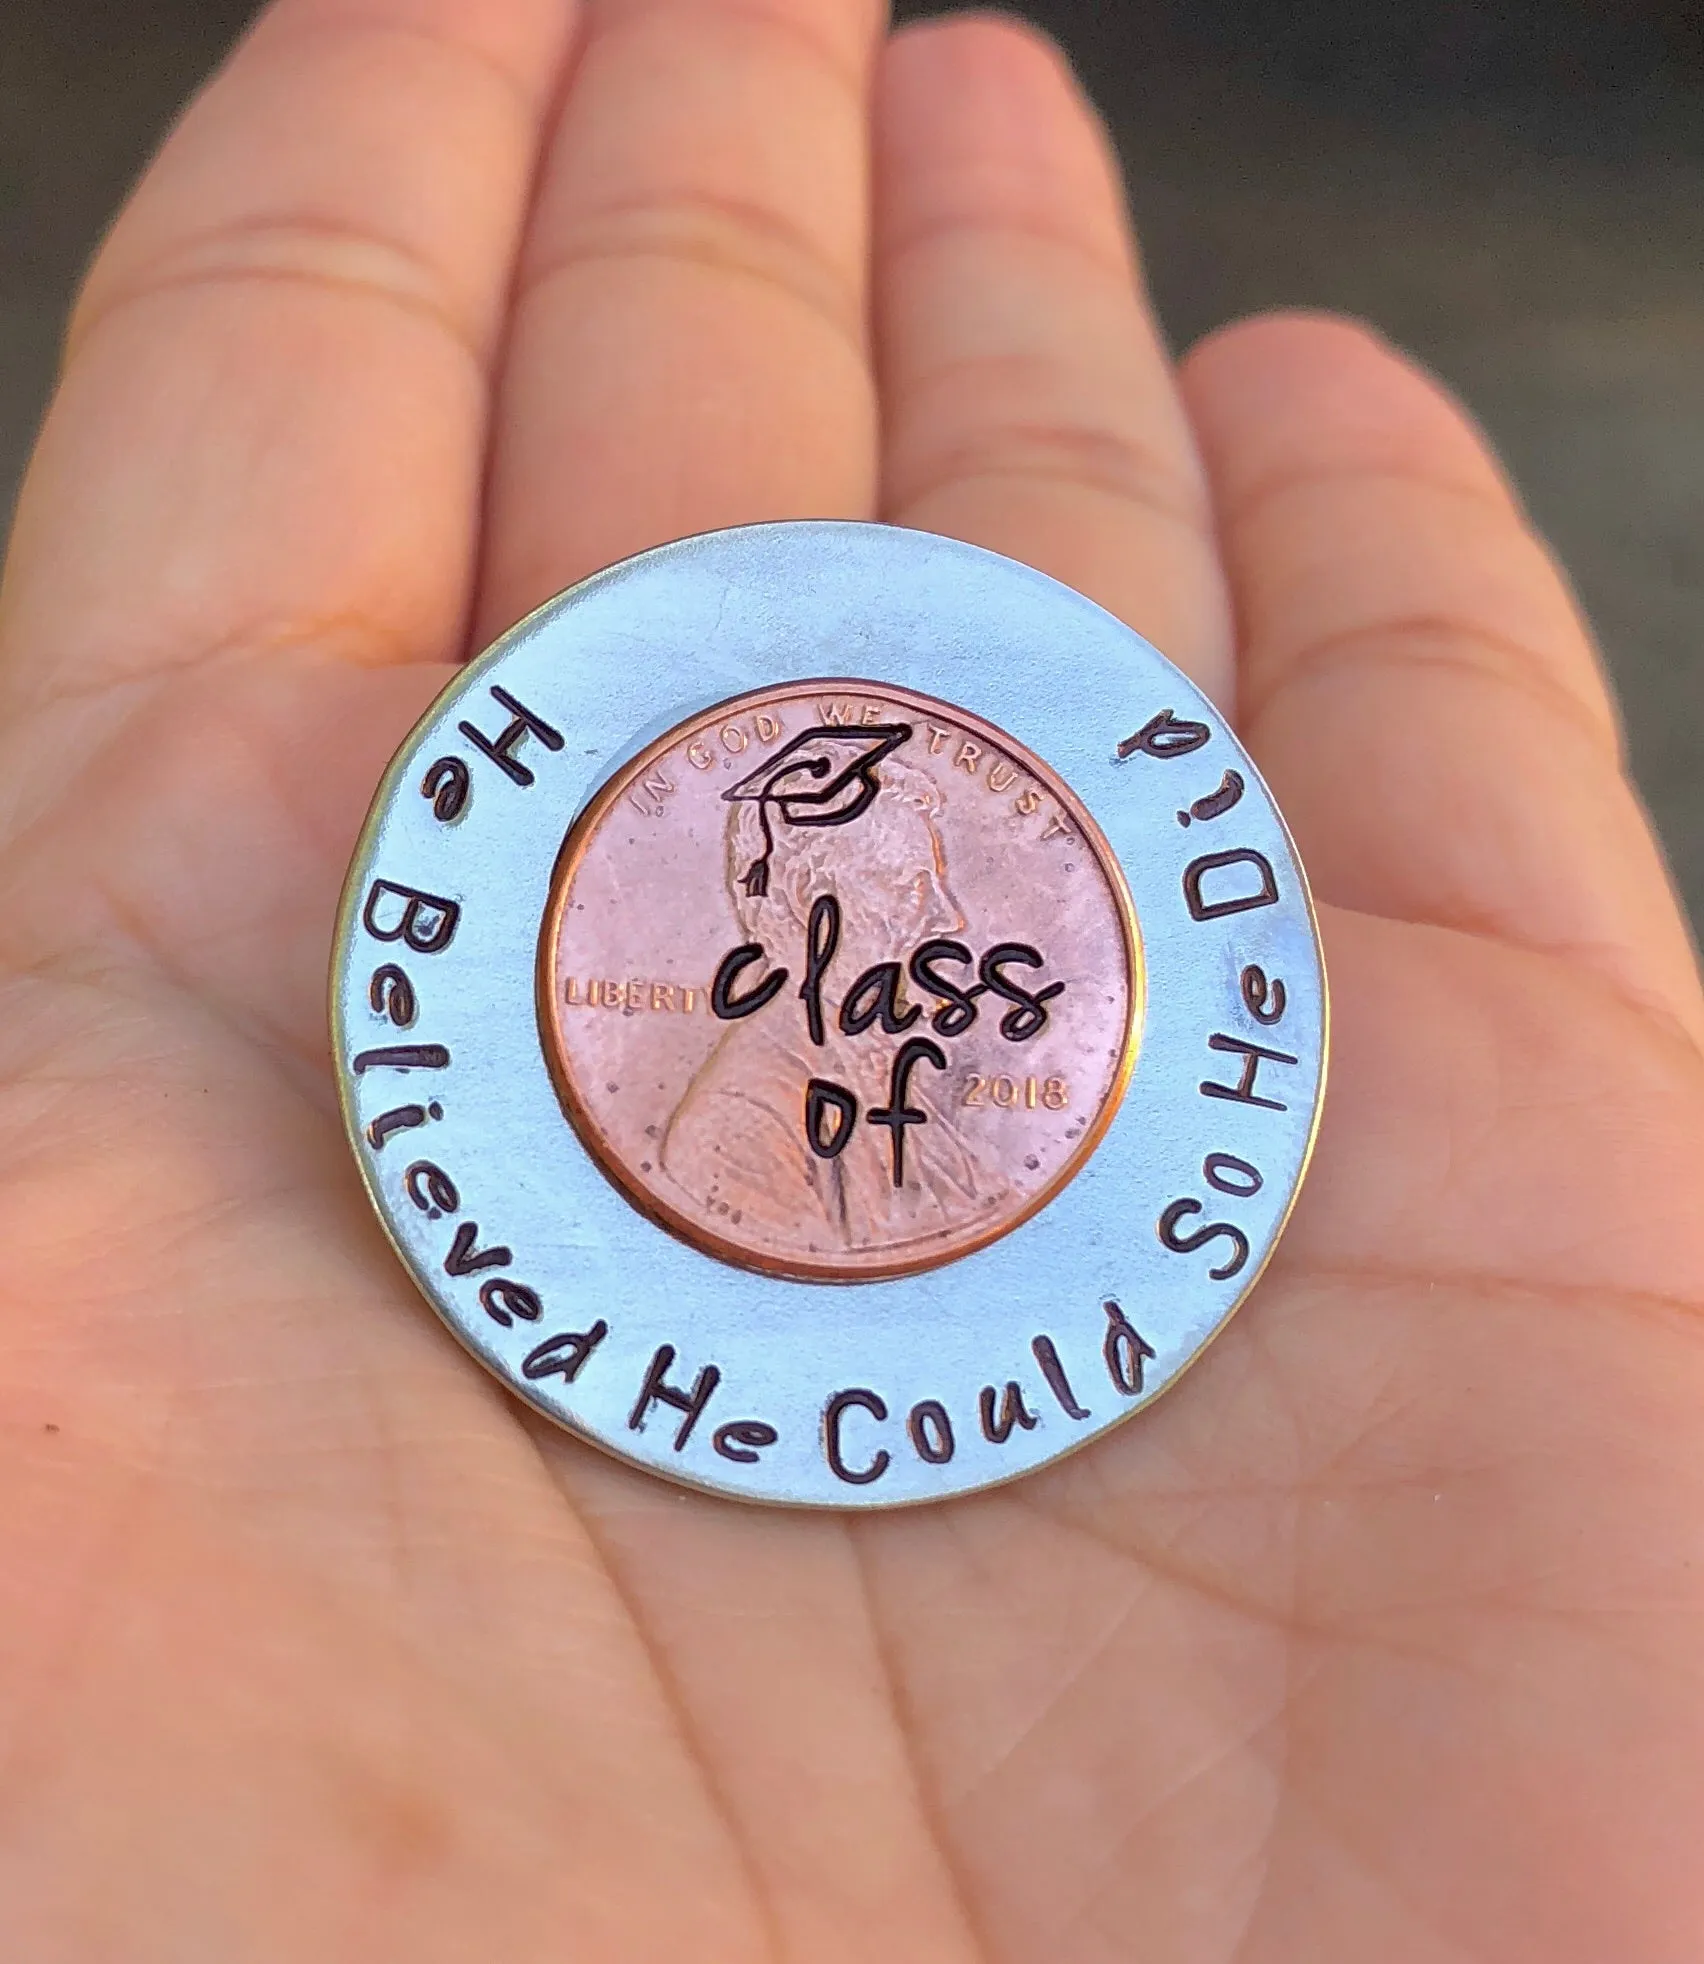 He Believed He Could So He Did
IN GOD WE TRUST
LIBERTY
class
of
2018